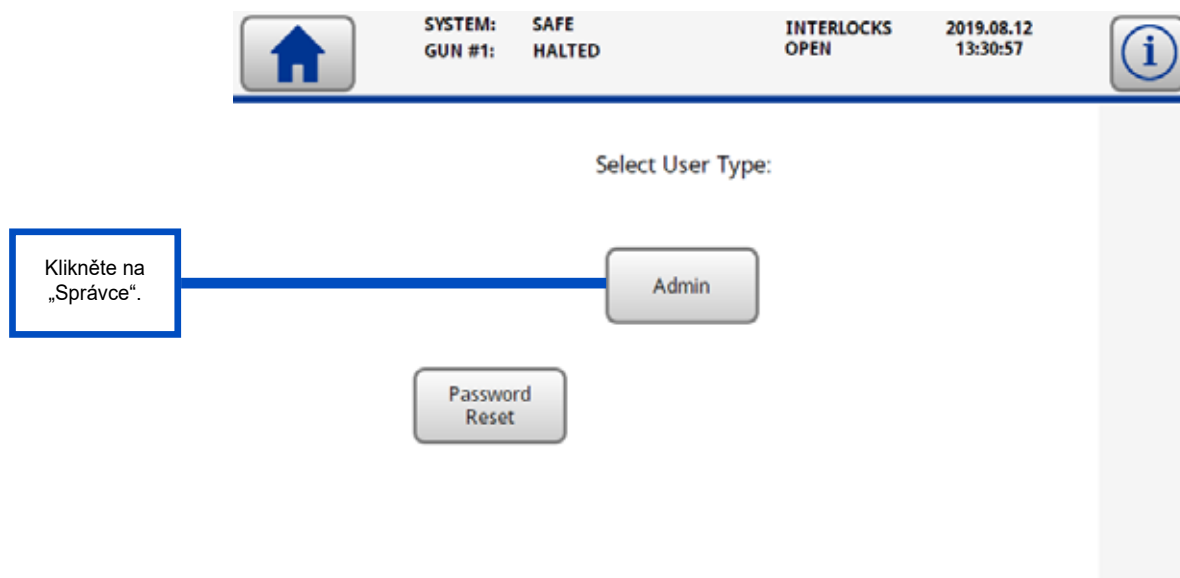 SYSTEM: SAFE INTERLOCKS 2019.08.12
GUN #1: HALTED OPEN 13:30:57
i
Select User Type:
Klikněte na
„Správce“.
Admin
Password
Reset